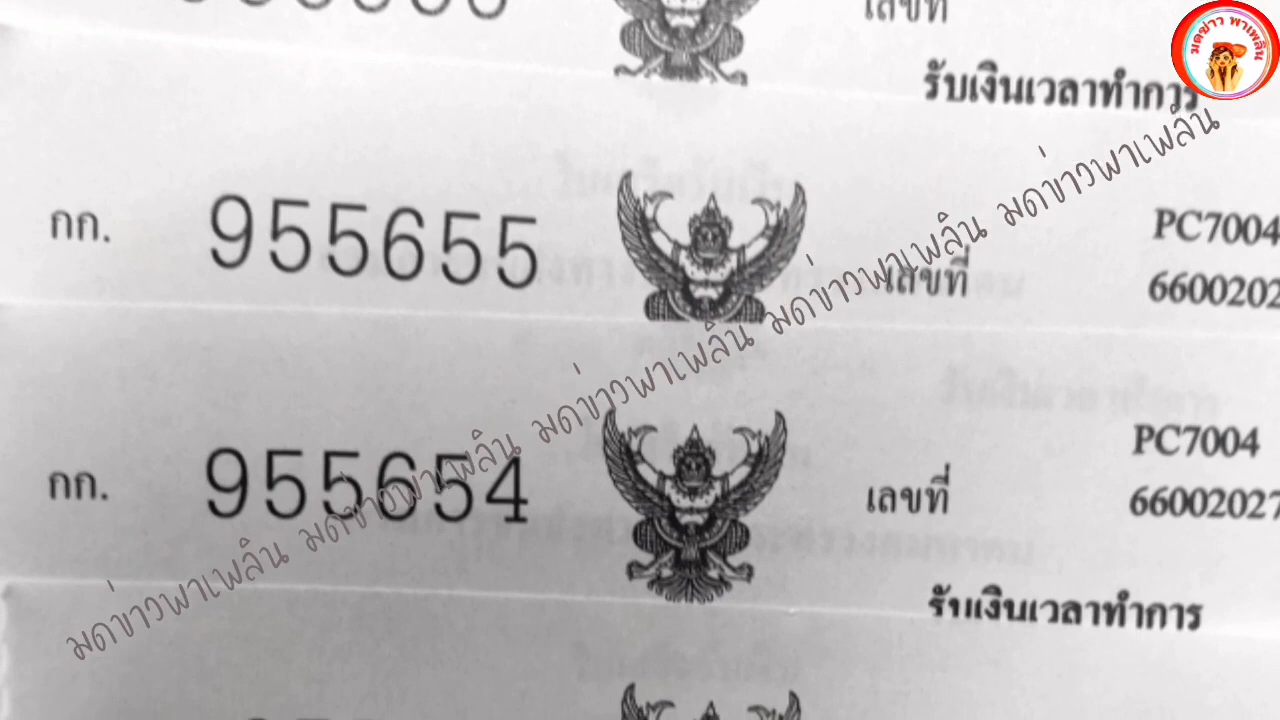 เลขที่
มดข่าว พาเพลิน
รับเงินเวลาทำการ
กก. 955655
PC7004
เลขที่ 6600202
กก. 955654
PC7004
เลขที่ 66002027
รับเงินเวลาทำการ
มดข่าวพาเพลิน มดข่าวพาเพลิน มดข่าวพาเพลิน มดข่าวพาเพลิน มดข่าวพาเพลิน